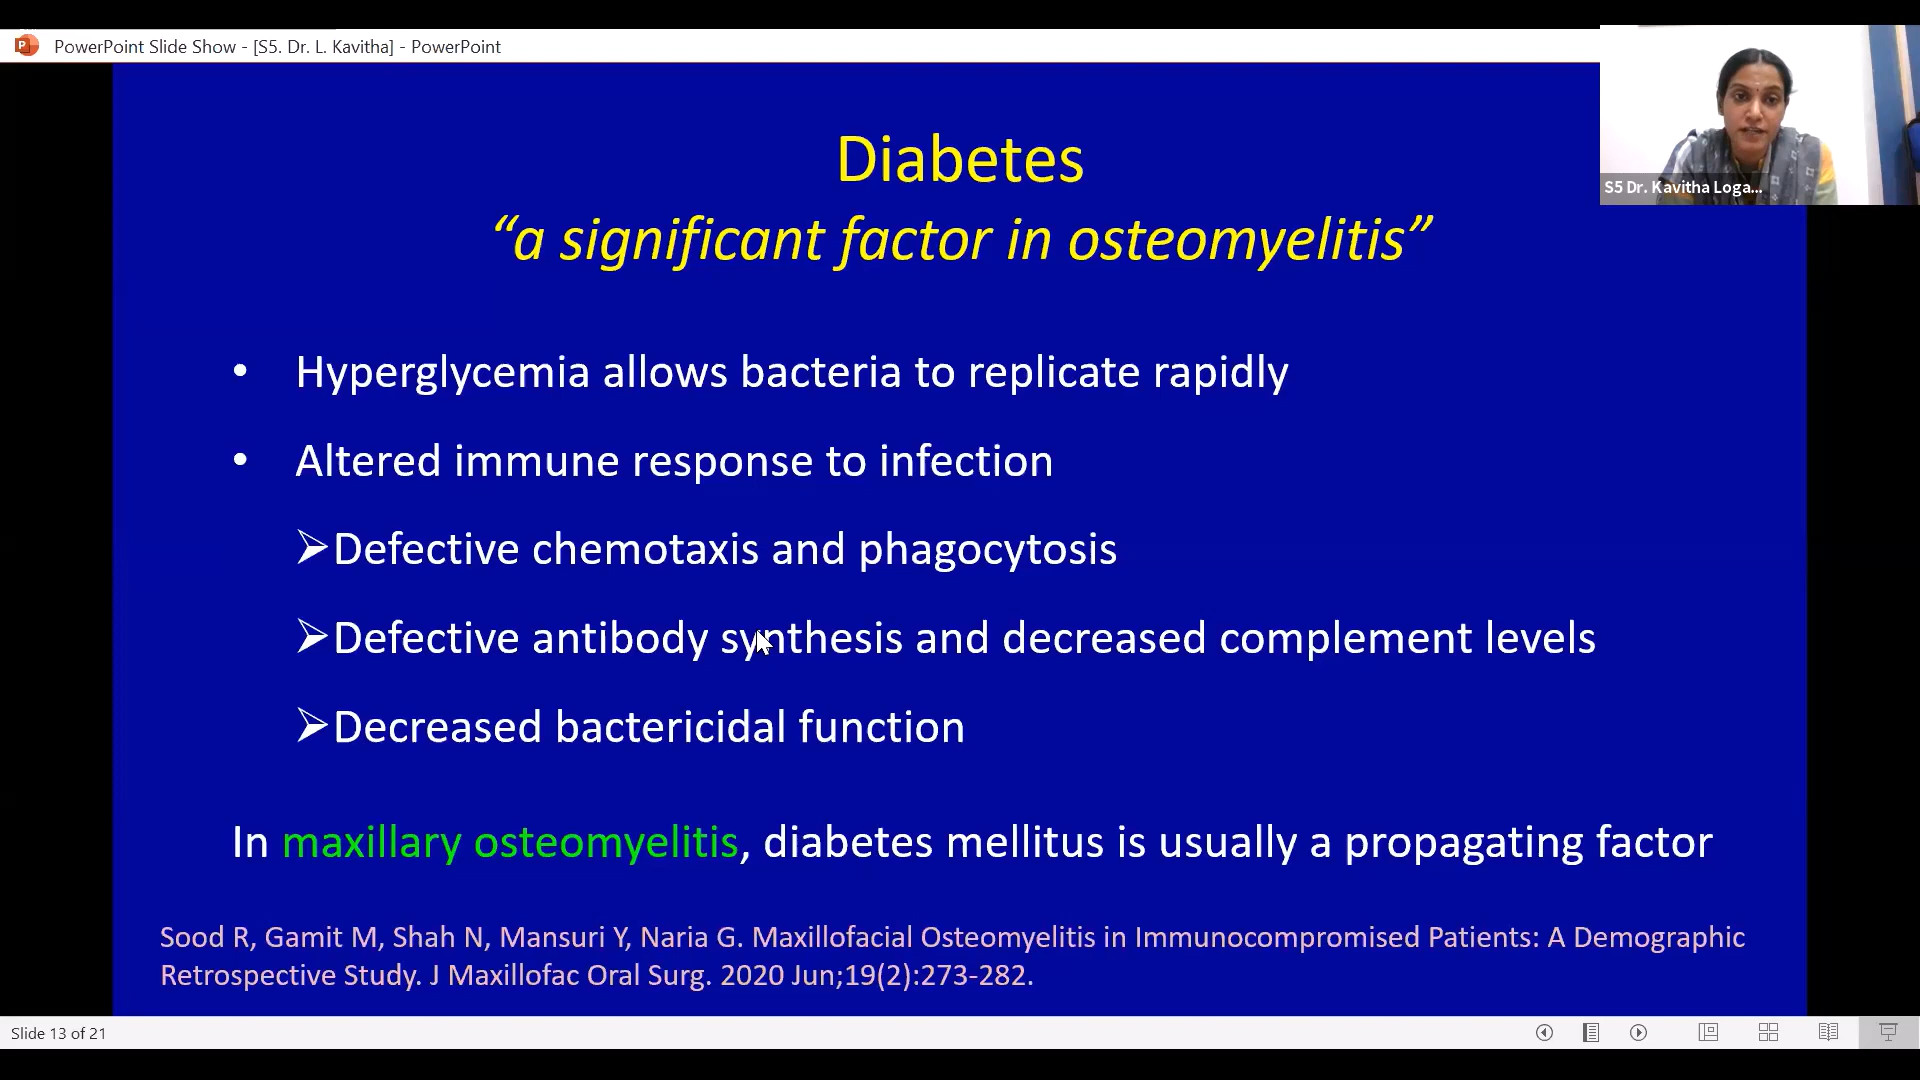 PowerPoint Slide Show - [S5. Dr. L. Kavitha] - PowerPoint
S5 Dr. Kavitha Loga...
Diabetes
“a significant factor in osteomyelitis”
• Hyperglycemia allows bacteria to replicate rapidly
• Altered immune response to infection
➢Defective chemotaxis and phagocytosis
➢Defective antibody synthesis and decreased complement levels
➢Decreased bactericidal function
In maxillary osteomyelitis, diabetes mellitus is usually a propagating factor
Sood R, Gamit M, Shah N, Mansuri Y, Naria G. Maxillofacial Osteomyelitis in Immunocompromised Patients: A Demographic
Retrospective Study. J Maxillofac Oral Surg. 2020 Jun;19(2):273-282.
Slide 13 of 21